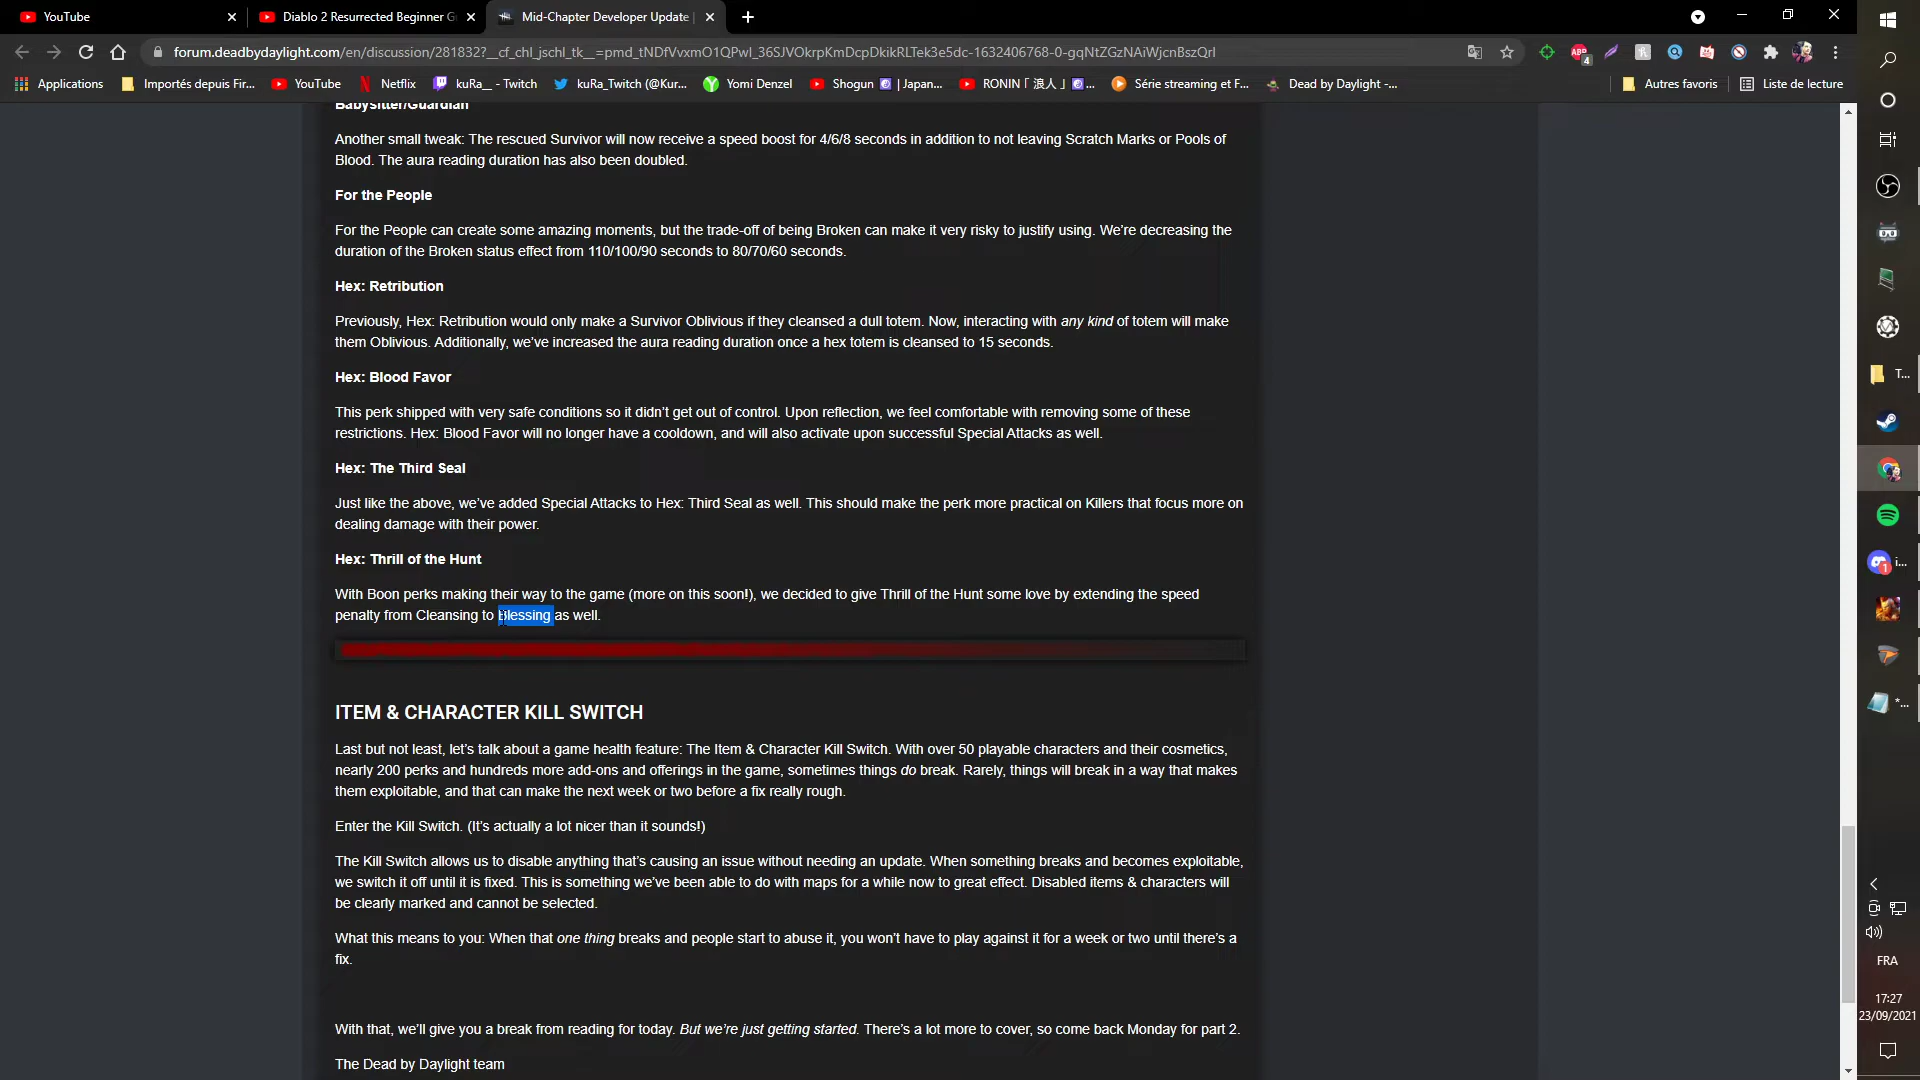 YouTube
Diablo 2 Resurrected Beginner G
Mid-Chapter Developer Update |
forum.deadbydaylight.com/en/discussion/281832?__cf_chl_jschl_tk__=pmd_tNDfVvxmO1QPwI_36SJVOkrpKmDcpDkikRLTek3e5dc-1632406768-0-gqNtZGzNAiWjcnBszQrl
ABP
4
Applications
Importés depuis Fir...
YouTube
Netflix
kuRa__ - Twitch
kuRa_Twitch (@Kur...
Yomi Denzel
Shogun | Japan...
RONIN「 浪人 」...
Série streaming et F...
Dead by Daylight -...
Autres favoris
Liste de lecture
Babysitter/Guardian
Another small tweak: The rescued Survivor will now receive a speed boost for 4/6/8 seconds in addition to not leaving Scratch Marks or Pools of
Blood. The aura reading duration has also been doubled.
For the People
For the People can create some amazing moments, but the trade-off of being Broken can make it very risky to justify using. We're decreasing the
duration of the Broken status effect from 110/100/90 seconds to 80/70/60 seconds.
Hex: Retribution
Previously, Hex: Retribution would only make a Survivor Oblivious if they cleansed a dull totem. Now, interacting with any kind of totem will make
them Oblivious. Additionally, we've increased the aura reading duration once a hex totem is cleansed to 15 seconds.
Hex: Blood Favor
This perk shipped with very safe conditions so it didn't get out of control. Upon reflection, we feel comfortable with removing some of these
restrictions. Hex: Blood Favor will no longer have a cooldown, and will also activate upon successful Special Attacks as well.
Hex: The Third Seal
Just like the above, we've added Special Attacks to Hex: Third Seal as well. This should make the perk more practical on Killers that focus more on
dealing damage with their power.
Hex: Thrill of the Hunt
With Boon perks making their way to the game (more on this soon!), we decided to give Thrill of the Hunt some love by extending the speed
penalty from Cleansing to Blessing as well.
ITEM & CHARACTER KILL SWITCH
Last but not least, let's talk about a game health feature: The Item & Character Kill Switch. With over 50 playable characters and their cosmetics,
nearly 200 perks and hundreds more add-ons and offerings in the game, sometimes things do break. Rarely, things will break in a way that makes
them exploitable, and that can make the next week or two before a fix really rough.
Enter the Kill Switch. (It's actually a lot nicer than it sounds!)
The Kill Switch allows us to disable anything that's causing an issue without needing an update. When something breaks and becomes exploitable,
we switch it off until it is fixed. This is something we've been able to do with maps for a while now to great effect. Disabled items & characters will
be clearly marked and cannot be selected.
What this means to you: When that one thing breaks and people start to abuse it, you won't have to play against it for a week or two until there's a
fix.
With that, we'll give you a break from reading for today. But we're just getting started. There's a lot more to cover, so come back Monday for part 2.
The Dead by Daylight team
T...
1
i...
*...
FRA
17:27
23/09/2021